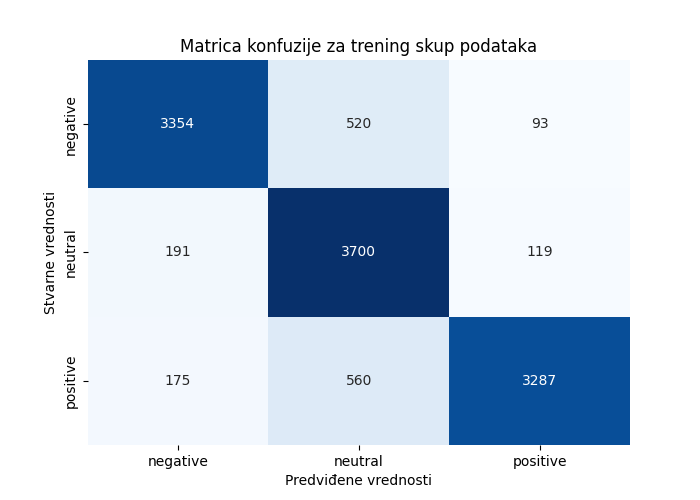 Matrica konfuzije za trening skup podataka
Stvarne vrednosti
negative
3354 520 93
neutral
191 3700 119
positive
175 560 3287
negative neutral positive
Predviđene vrednosti